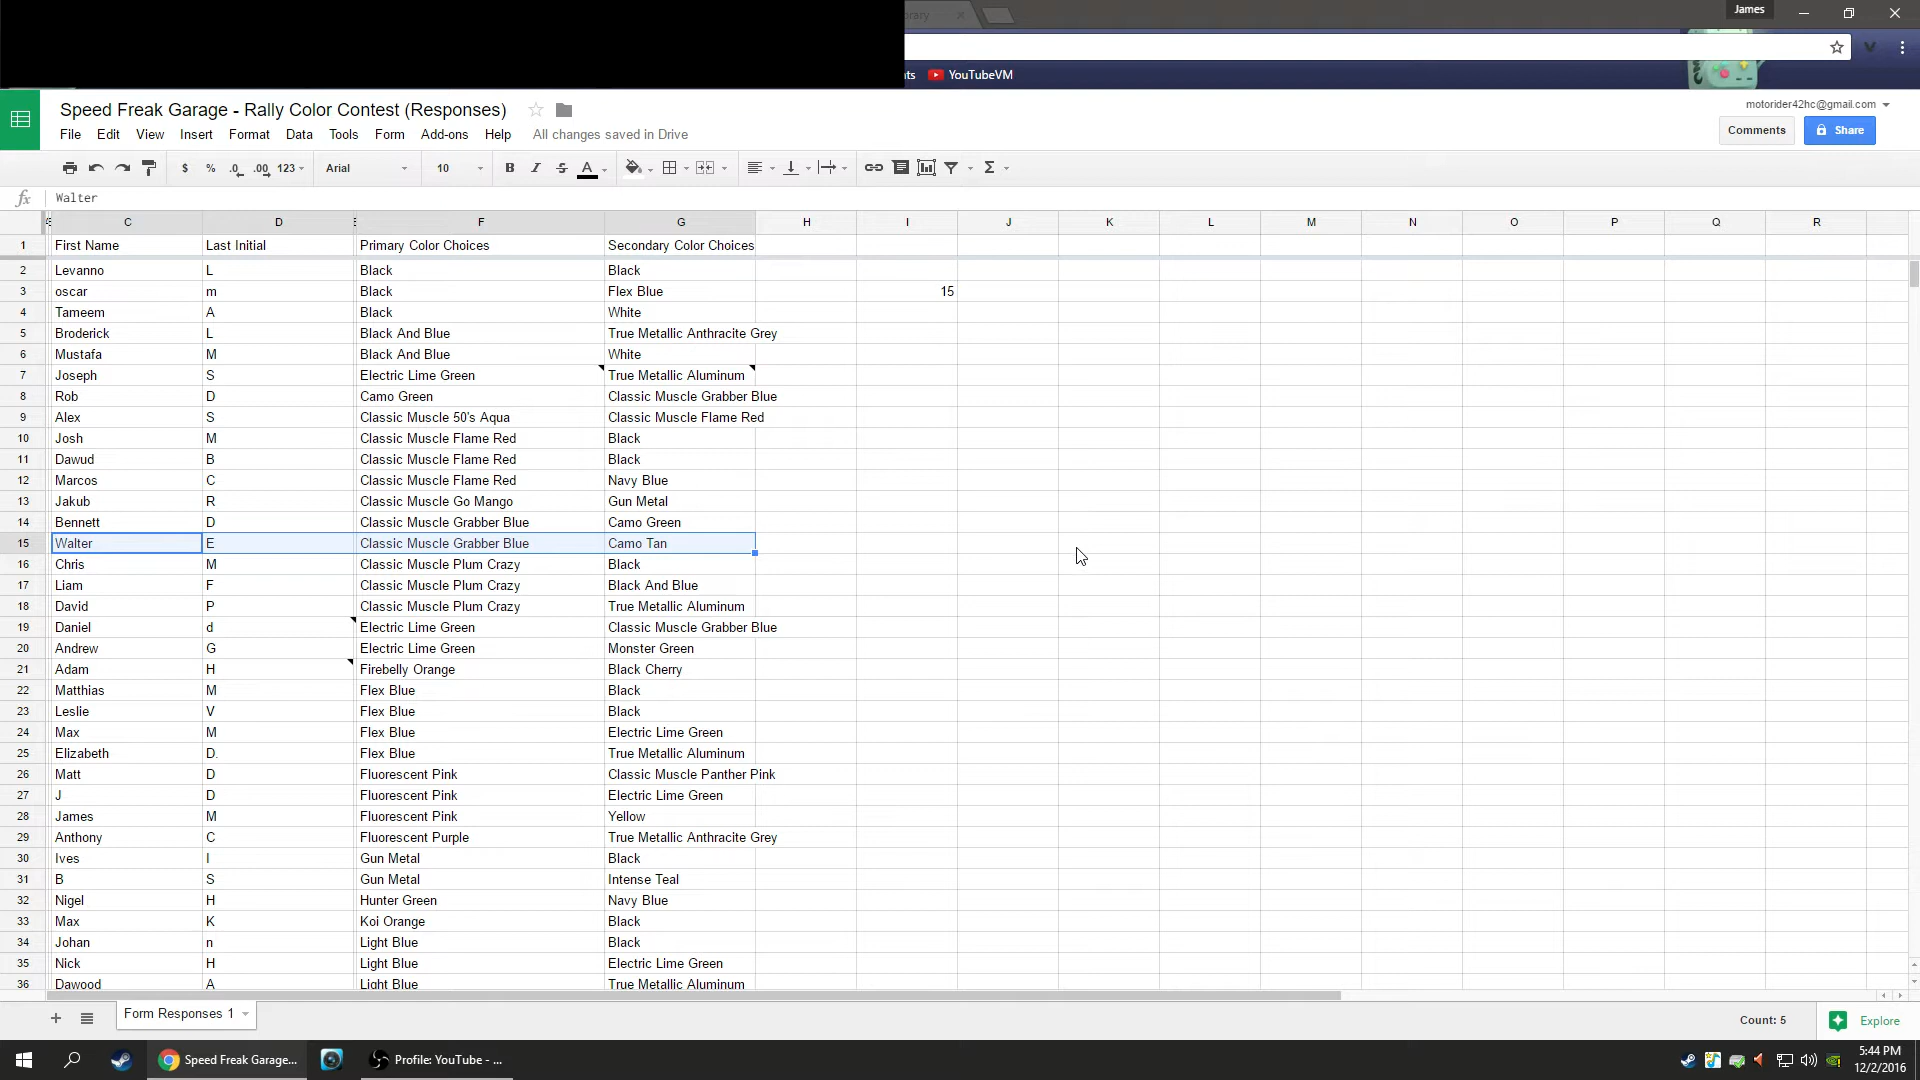 James
YouTubeVM
Speed Freak Garage - Rally Color Contest (Responses)
motorider42hc@gmail.com
File Edit View Insert Format Data Tools Form Add-ons Help All changes saved in Drive
Comments Share
$ % .0 .00 123 Arial 10 B I S A Σ
fx Walter
C D F G H I J K L M N O P Q R
1 First Name Last Initial Primary Color Choices Secondary Color Choices
2 Levanno L Black Black
3 oscar m Black Flex Blue 15
4 Tameem A Black White
5 Broderick L Black And Blue True Metallic Anthracite Grey
6 Mustafa M Black And Blue White
7 Joseph S Electric Lime Green True Metallic Aluminum
8 Rob D Camo Green Classic Muscle Grabber Blue
9 Alex S Classic Muscle 50's Aqua Classic Muscle Flame Red
10 Josh M Classic Muscle Flame Red Black
11 Dawud B Classic Muscle Flame Red Black
12 Marcos C Classic Muscle Flame Red Navy Blue
13 Jakub R Classic Muscle Go Mango Gun Metal
14 Bennett D Classic Muscle Grabber Blue Camo Green
15 Walter E Classic Muscle Grabber Blue Camo Tan
16 Chris M Classic Muscle Plum Crazy Black
17 Liam F Classic Muscle Plum Crazy Black And Blue
18 David P Classic Muscle Plum Crazy True Metallic Aluminum
19 Daniel d Electric Lime Green Classic Muscle Grabber Blue
20 Andrew G Electric Lime Green Monster Green
21 Adam H Firebelly Orange Black Cherry
22 Matthias M Flex Blue Black
23 Leslie V Flex Blue Black
24 Max M Flex Blue Electric Lime Green
25 Elizabeth D. Flex Blue True Metallic Aluminum
26 Matt D Fluorescent Pink Classic Muscle Panther Pink
27 J D Fluorescent Pink Electric Lime Green
28 James M Fluorescent Pink Yellow
29 Anthony C Fluorescent Purple True Metallic Anthracite Grey
30 Ives I Gun Metal Black
31 B S Gun Metal Intense Teal
32 Nigel H Hunter Green Navy Blue
33 Max K Koi Orange Black
34 Johan n Light Blue Black
35 Nick H Light Blue Electric Lime Green
36 Dawood A Light Blue True Metallic Aluminum
Form Responses 1 Count: 5 Explore
Speed Freak Garage... Profile: YouTube - ...
5:44 PM
12/2/2016